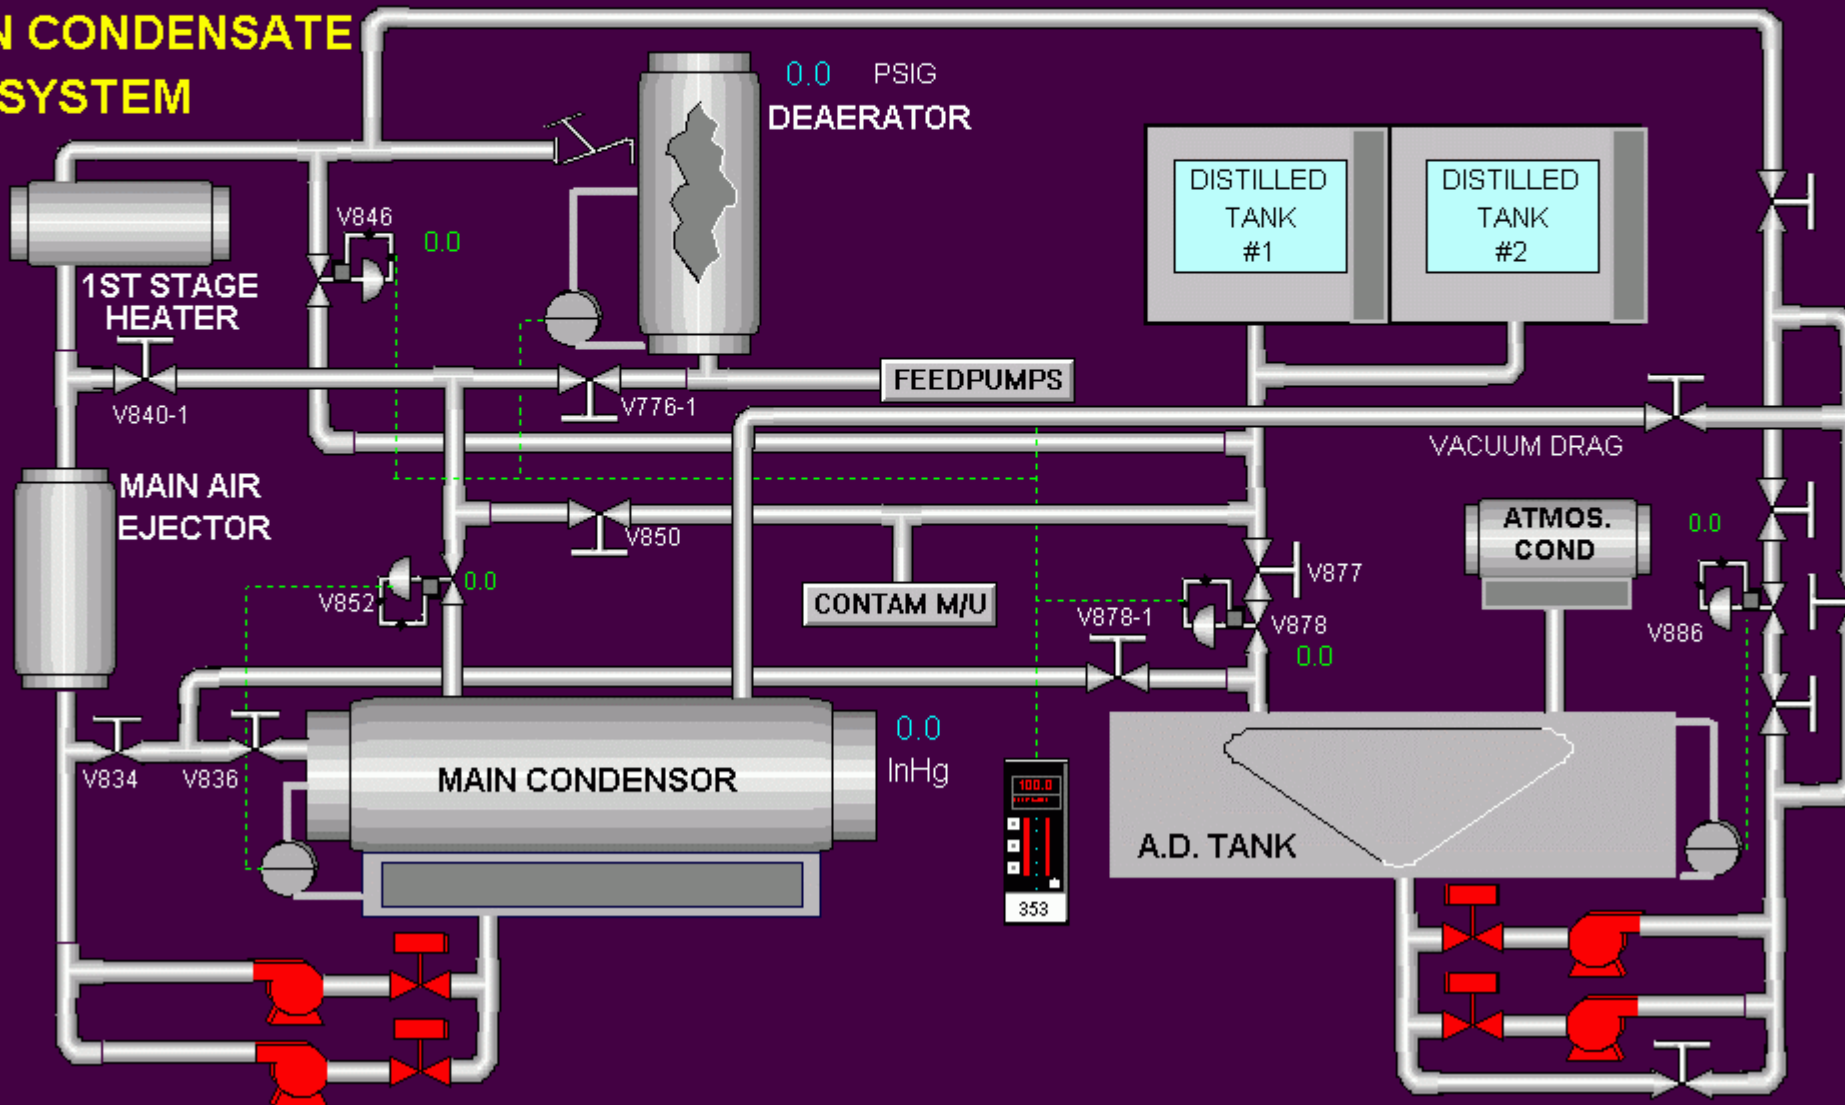 N CONDENSATE
SYSTEM
0.0 PSIG
DEAERATOR
DISTILLED
TANK
#1
DISTILLED
TANK
#2
V846
0.0
1ST STAGE
HEATER
FEEDPUMPS
V840-1
V776-1
VACUUM DRAG
MAIN AIR
EJECTOR
V850
ATMOS.
COND
0.0
V852
0.0
CONTAM M/U
V877
V878-1
V878
0.0
V886
V834
V836
MAIN CONDENSOR
0.0
InHg
100.0
353
A.D. TANK